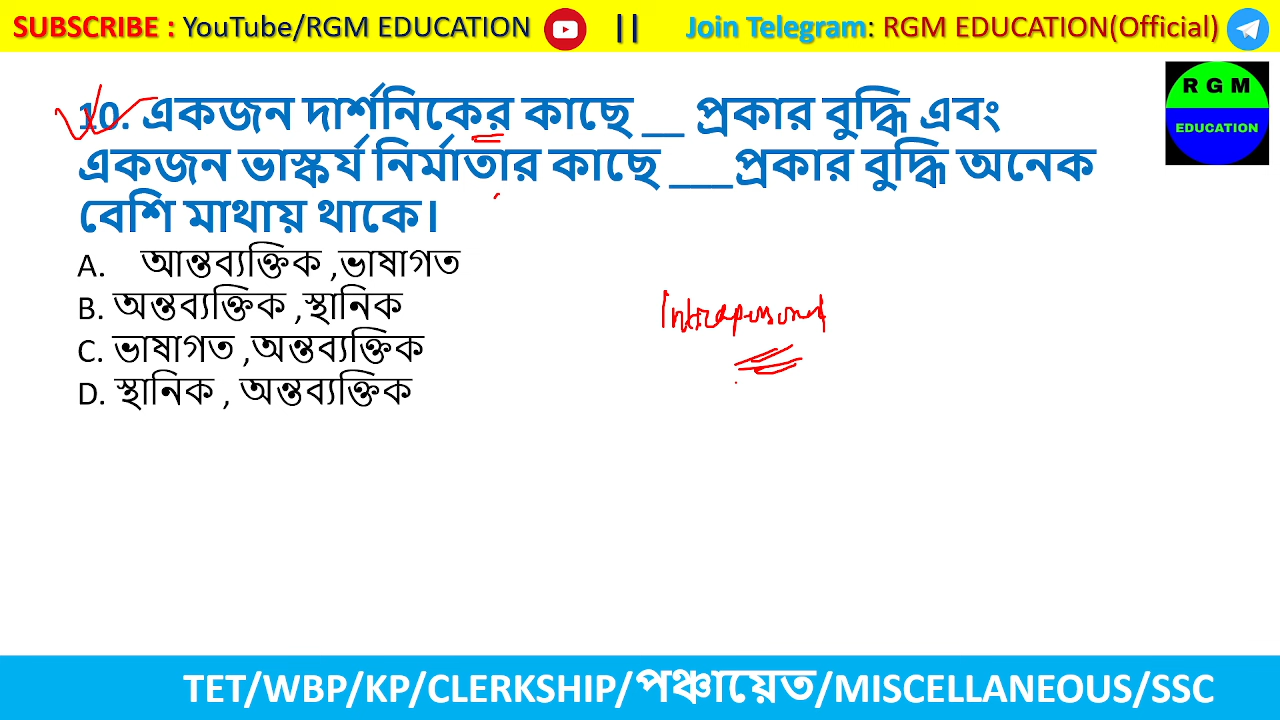 SUBSCRIBE : YouTube/RGM EDUCATION || Join Telegram: RGM EDUCATION(Official)
R G M
EDUCATION
10. একজন দার্শনিকের কাছে __ প্রকার বুদ্ধি এবং
একজন ভাস্কর্য নির্মাতার কাছে ___প্রকার বুদ্ধি অনেক
বেশি মাথায় থাকে।
A. আন্তব্যক্তিক ,ভাষাগত
B. অন্তব্যক্তিক ,স্থানিক
C. ভাষাগত ,অন্তব্যক্তিক
D. স্থানিক , অন্তব্যক্তিক
Intrapersonal
TET/WBP/KP/CLERKSHIP/পঞ্চায়েত/MISCELLANEOUS/SSC